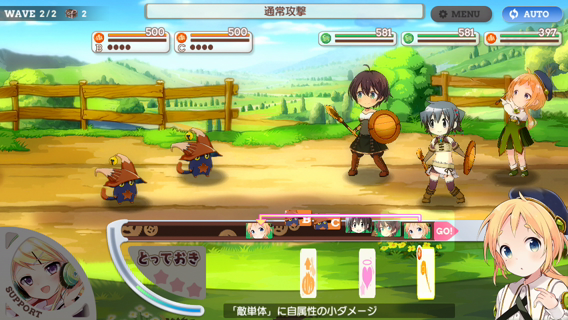 WAVE 2/2 2
通常攻撃
MENU
AUTO
500
B
500
C
581
581
397
B
C
GO!
とっておき
SUPPORT
「敵単体」に自属性の小ダメージ